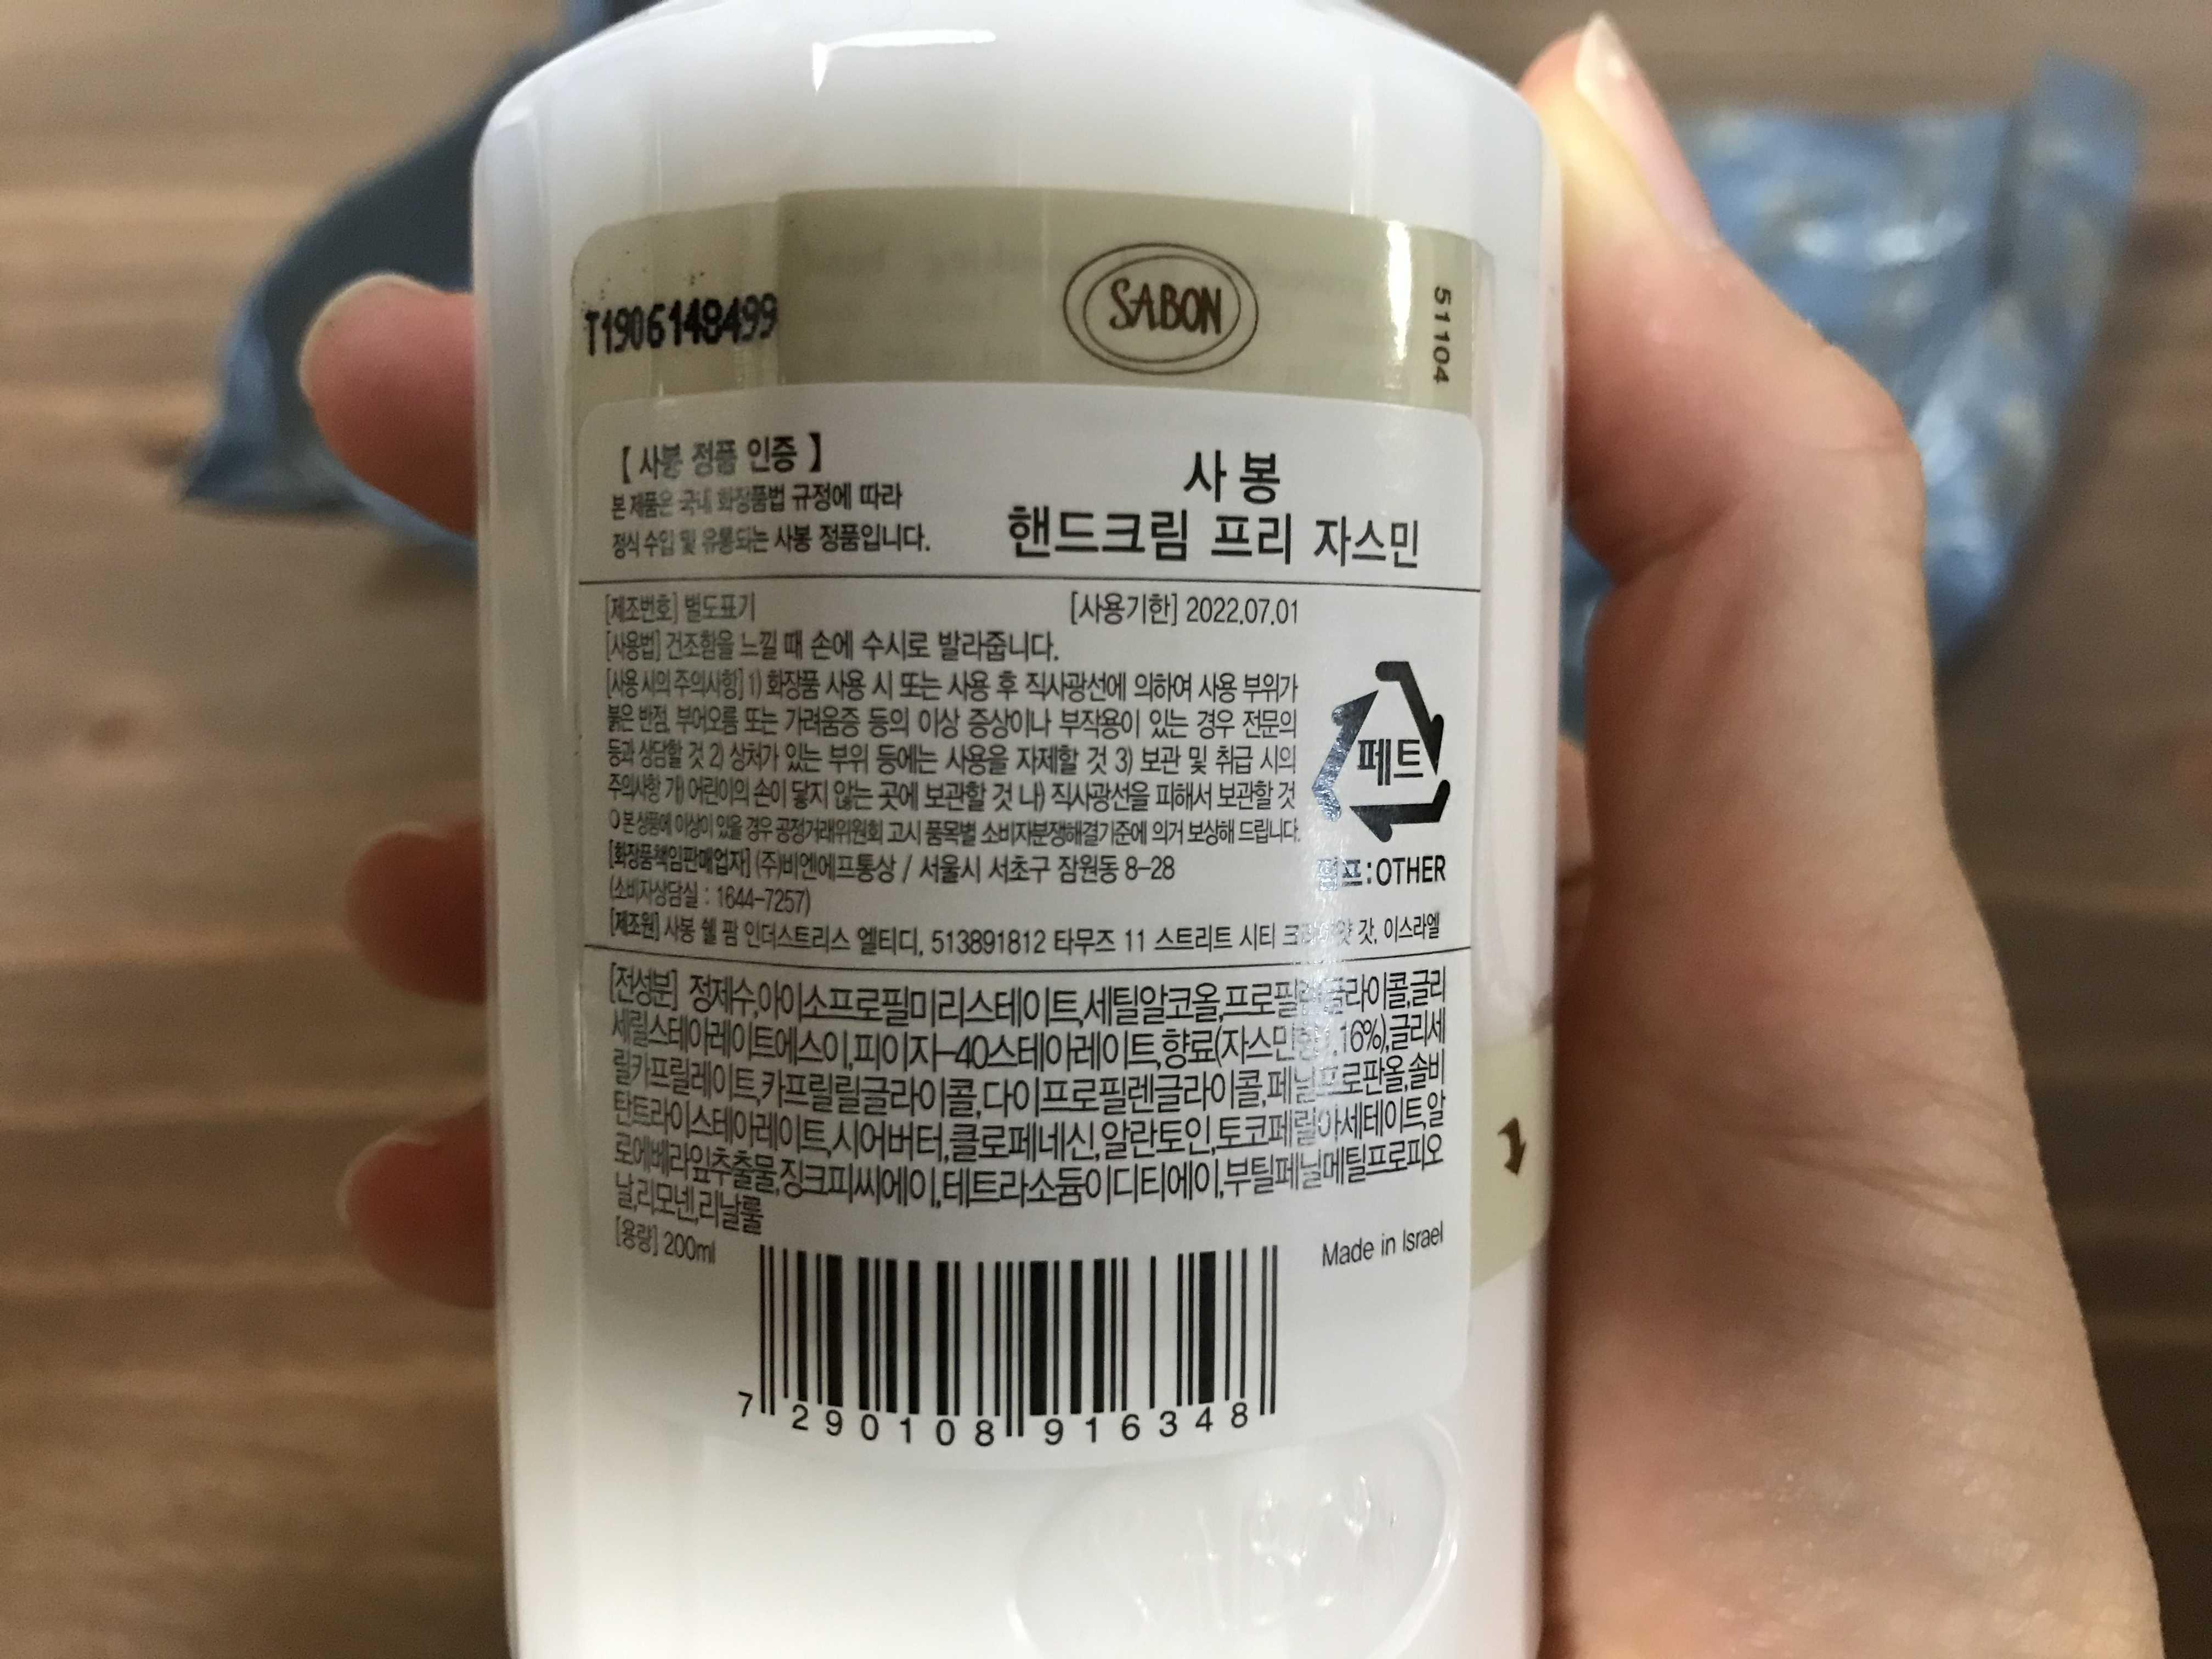 T1906148499
SABON
51104
【 사봉 정품 인증 】
본 제품은 국내 화장품법 규정에 따라
정식 수입 및 유통되는 사봉 정품입니다.
사봉
핸드크림 프리 자스민
[제조번호] 별도표기
[사용기한] 2022.07.01
[사용법] 건조함을 느낄 때 손에 수시로 발라줍니다.
[사용 시의 주의사항] 1) 화장품 사용 시 또는 사용 후 직사광선에 의하여 사용 부위가
붉은 반점, 부어오름 또는 가려움증 등의 이상 증상이나 부작용이 있는 경우 전문의
등과 상담할 것 2) 상처가 있는 부위 등에는 사용을 자제할 것 3) 보관 및 취급 시의
주의사항 가) 어린이의 손이 닿지 않는 곳에 보관할 것 나) 직사광선을 피해서 보관할 것
○ 본 상품에 이상이 있을 경우 공정거래위원회 고시 품목별 소비자분쟁해결기준에 의거 보상해 드립니다.
페트
펌프:OTHER
[화장품책임판매업자] (주)비엔에프통상 / 서울시 서초구 잠원동 8-28
(소비자상담실 : 1644-7257)
[제조원] 사봉 쉘 팜 인더스트리스 엘티디, 513891812 타무즈 11 스트리트 시티 갓, 이스라엘
[전성분] 정제수,아이소프로필미리스테이트,세틸알코올,프로필렌글라이콜,글리
세릴스테아레이트에스이,피이지-40스테아레이트,향료(자스민 .16%),글리세
릴카프릴레이트,카프릴릴글라이콜,다이프로필렌글라이콜,페닐프로판올,솔비
탄트라이스테아레이트,시어버터,클로페네신,알란토인,토코페릴아세테이트,알
로에베라잎추출물,징크피씨에이,테트라소듐이디티에이,부틸페닐메틸프로피오
날,리모넨,리날룰
[용량] 200ml
Made in Israel
7 290108 916348